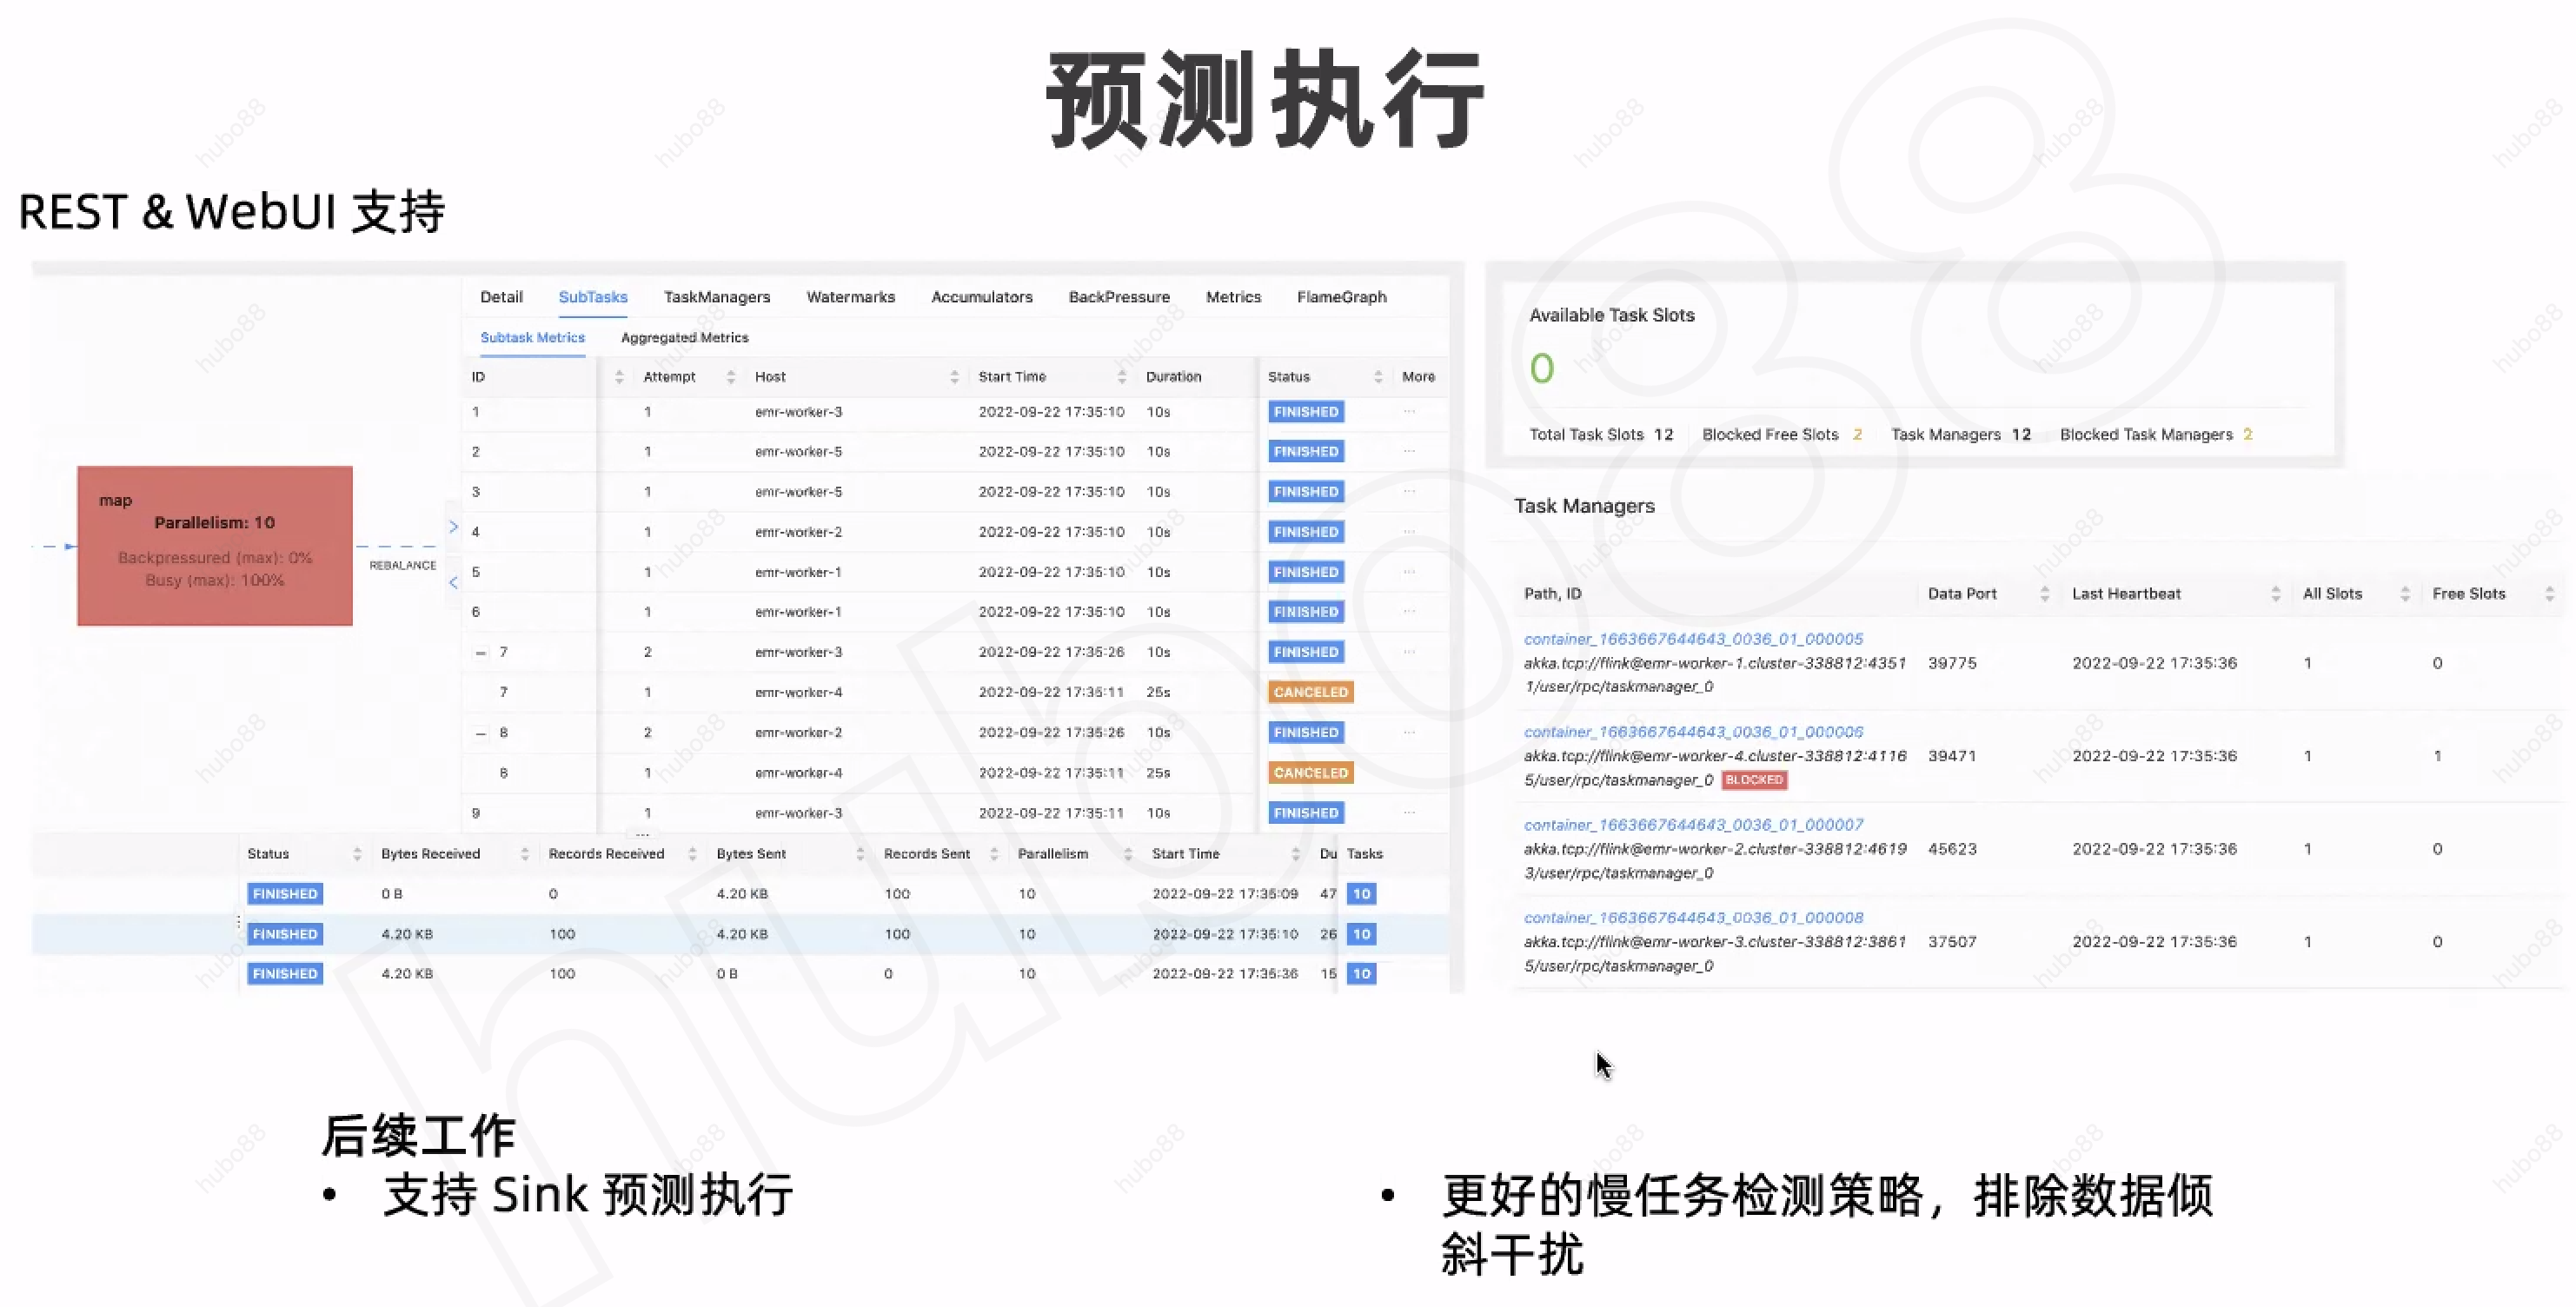 预测执行
REST & WebUI 支持
Detail SubTasks TaskManagers Watermarks Accumulators BackPressure Metrics FlameGraph
Subtask Metrics Aggregated Metrics
ID Attempt Host Start Time Duration Status More
1 1 emr-worker-3 2022-09-22 17:35:10 10s FINISHED ...
2 1 emr-worker-5 2022-09-22 17:35:10 10s FINISHED ...
3 1 emr-worker-5 2022-09-22 17:35:10 10s FINISHED ...
4 1 emr-worker-2 2022-09-22 17:35:10 10s FINISHED ...
5 1 emr-worker-1 2022-09-22 17:35:10 10s FINISHED ...
6 1 emr-worker-1 2022-09-22 17:35:10 10s FINISHED ...
– 7 2 emr-worker-3 2022-09-22 17:35:26 10s FINISHED ...
7 1 emr-worker-4 2022-09-22 17:35:11 25s CANCELED
– 8 2 emr-worker-2 2022-09-22 17:35:26 10s FINISHED ...
8 1 emr-worker-4 2022-09-22 17:35:11 25s CANCELED
9 1 emr-worker-3 2022-09-22 17:35:11 10s FINISHED ...
map
Parallelism: 10
Backpressured (max): 0%
Busy (max): 100%
REBALANCE
Status Bytes Received Records Received Bytes Sent Records Sent Parallelism Start Time Du Tasks
FINISHED 0 B 0 4.20 KB 100 10 2022-09-22 17:35:09 47 10
FINISHED 4.20 KB 100 4.20 KB 100 10 2022-09-22 17:35:10 26 10
FINISHED 4.20 KB 100 0 B 0 10 2022-09-22 17:35:36 15 10
Available Task Slots
0
Total Task Slots 12 Blocked Free Slots 2 Task Managers 12 Blocked Task Managers 2
Task Managers
Path, ID Data Port Last Heartbeat All Slots Free Slots
container_1663667644643_0036_01_000005
akka.tcp://flink@emr-worker-1.cluster-338812:4351 39775 2022-09-22 17:35:36 1 0
1/user/rpc/taskmanager_0
container_1663667644643_0036_01_000006
akka.tcp://flink@emr-worker-4.cluster-338812:4116 39471 2022-09-22 17:35:36 1 1
5/user/rpc/taskmanager_0 BLOCKED
container_1663667644643_0036_01_000007
akka.tcp://flink@emr-worker-2.cluster-338812:4619 45623 2022-09-22 17:35:36 1 0
3/user/rpc/taskmanager_0
container_1663667644643_0036_01_000008
akka.tcp://flink@emr-worker-3.cluster-338812:3861 37507 2022-09-22 17:35:36 1 0
5/user/rpc/taskmanager_0
后续工作
• 支持 Sink 预测执行
• 更好的慢任务检测策略，排除数据倾
斜干扰
hubo88